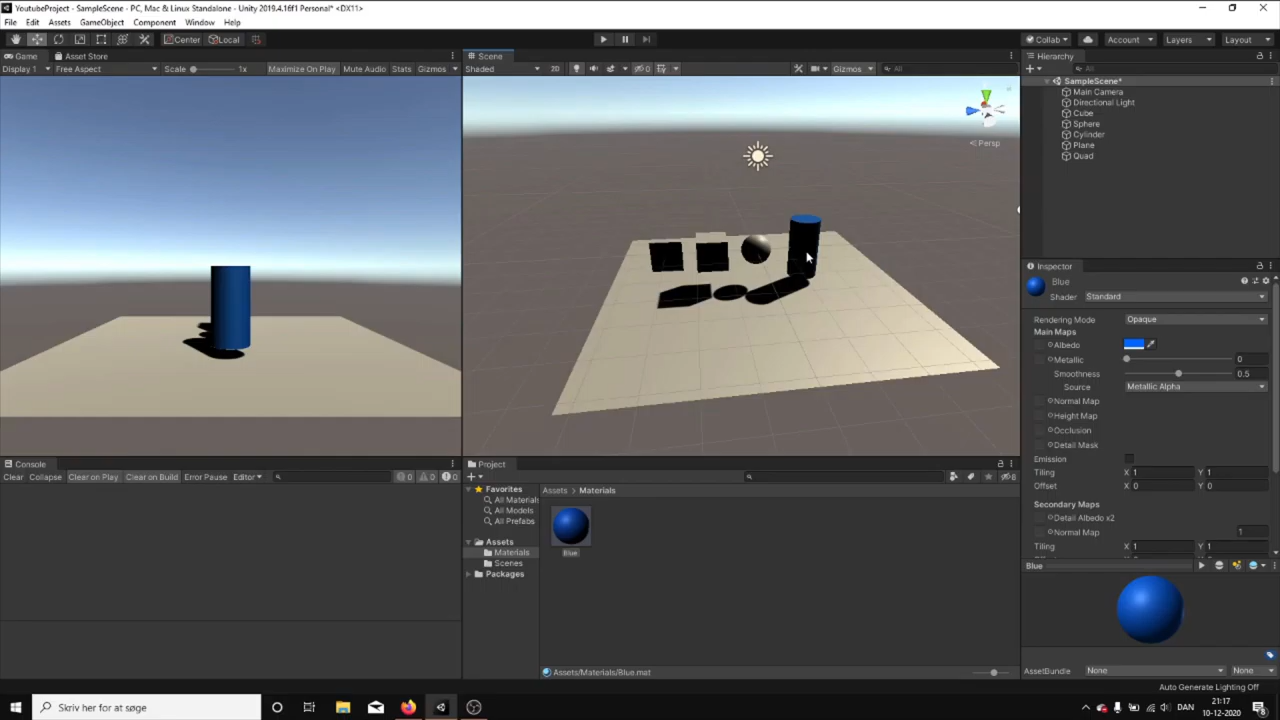 YoutubeProject - SampleScene - PC, Mac & Linux Standalone - Unity 2019.4.16f1 Personal* <DX11>
File Edit Assets GameObject Component Window Help
Center Local Collab Account Layers Layout
Game Asset Store Scene Hierarchy
Display 1 Free Aspect Scale 1x Maximize On Play Mute Audio Stats Gizmos Shaded 2D 0 Gizmos All All
SampleScene*
Main Camera
Directional Light
Cube
Sphere
Cylinder
Plane
Quad
Persp
Inspector
Blue
Shader Standard
Rendering Mode Opaque
Main Maps
Albedo
Metallic 0
Smoothness 0.5
Source Metallic Alpha
Normal Map
Height Map
Occlusion
Detail Mask
Emission
Tiling X 1 Y 1
Offset X 0 Y 0
Secondary Maps
Detail Albedo x2
Normal Map 1
Tiling X 1 Y 1
Console Project
Clear Collapse Clear on Play Clear on Build Error Pause Editor 0 0 0 8
Favorites
All Materials
All Models
All Prefabs
Assets
Materials
Scenes
Packages
Assets > Materials
Blue
Assets/Materials/Blue.mat
Blue
AssetBundle None None
Auto Generate Lighting Off
Skriv her for at søge
DAN
21:17
10-12-2020
8